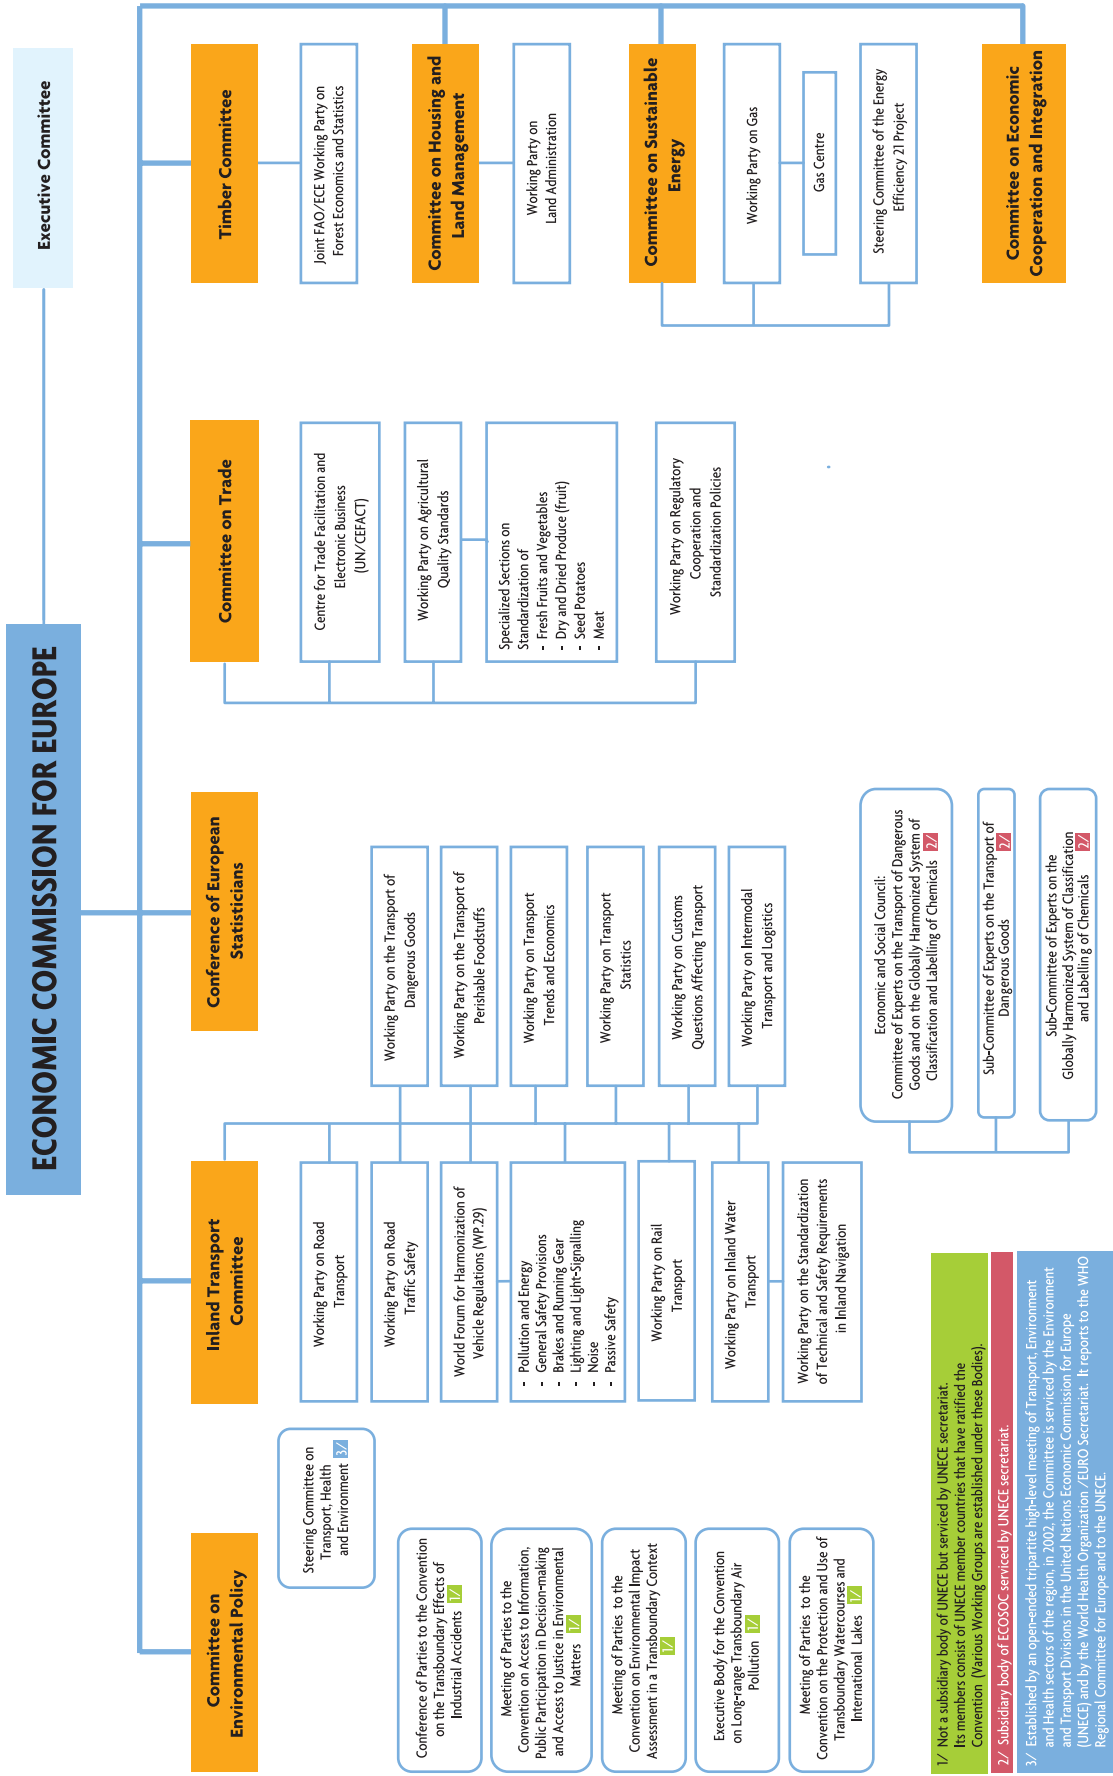 ECONOMIC COMMISSION FOR EUROPE
Executive Committee
Committee on
Environmental Policy
Steering Committee on
Transport, Health
and Environment 3/
Conference of Parties to the Convention
on the Transboundary Effects of
Industrial Accidents 1/
Meeting of Parties to the
Convention on Access to Information,
Public Participation in Decision-making
and Access to Justice in Environmental
Matters 1/
Meeting of Parties to the
Convention on Environmental Impact
Assessment in a Transboundary Context
1/
Executive Body for the Convention
on Long-range Transboundary Air
Pollution 1/
Meeting of Parties to the
Convention on the Protection and Use of
Transboundary Watercourses and
International Lakes 1/
Inland Transport
Committee
Working Party on Road
Transport
Working Party on Road
Traffic Safety
World Forum for Harmonization of
Vehicle Regulations (WP.29)
- Pollution and Energy
- General Safety Provisions
- Brakes and Running Gear
- Lighting and Light-Signalling
- Noise
- Passive Safety
Working Party on Rail
Transport
Working Party on Inland Water
Transport
Working Party on the Standardization
of Technical and Safety Requirements
in Inland Navigation
Working Party on the Transport of
Dangerous Goods
Working Party on the Transport of
Perishable Foodstuffs
Working Party on Transport
Trends and Economics
Working Party on Transport
Statistics
Working Party on Customs
Questions Affecting Transport
Working Party on Intermodal
Transport and Logistics
Conference of European
Statisticians
Economic and Social Council:
Committee of Experts on the Transport of Dangerous
Goods and on the Globally Harmonized System of
Classification and Labelling of Chemicals 2/
Sub-Committee of Experts on the Transport of
Dangerous Goods 2/
Sub-Committee of Experts on the
Globally Harmonized System of Classification
and Labelling of Chemicals 2/
Committee on Trade
Centre for Trade Facilitation and
Electronic Business
(UN/CEFACT)
Working Party on Agricultural
Quality Standards
Specialized Sections on
Standardization of
- Fresh Fruits and Vegetables
- Dry and Dried Produce (fruit)
- Seed Potatoes
- Meat
Working Party on Regulatory
Cooperation and
Standardization Policies
Timber Committee
Joint FAO/ECE Working Party on
Forest Economics and Statistics
Committee on Housing and
Land Management
Working Party on
Land Administration
Committee on Sustainable
Energy
Working Party on Gas
Gas Centre
Steering Committee of the Energy
Efficiency 21 Project
Committee on Economic
Cooperation and Integration
1/ Not a subsidiary body of UNECE but serviced by UNECE secretariat.
Its members consist of UNECE member countries that have ratified the
Convention (Various Working Groups are established under these Bodies).
2/ Subsidiary body of ECOSOC serviced by UNECE secretariat.
3/ Established by an open-ended tripartite high-level meeting of Transport, Environment
and Health sectors of the region, in 2002, the Committee is serviced by the Environment
and Transport Divisions in the United Nations Economic Commission for Europe
(UNECE) and by the World Health Organization /EURO Secretariat. It reports to the WHO
Regional Committee for Europe and to the UNECE.